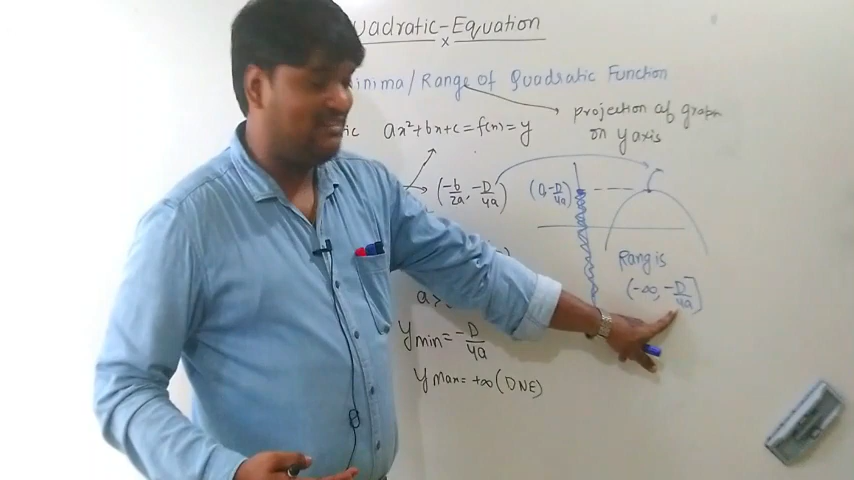 uadratic-Equation
x
inima/Range of Quadratic Function
projection of graph
on y axis
tic ax²+bx+c=f(x)=y
(-b/2a, -D/4a)
(0,-D/4a)
Rang is
(-∞, -D/4a]
a>
ymin = -D/4a
ymax = +∞ (DNE)